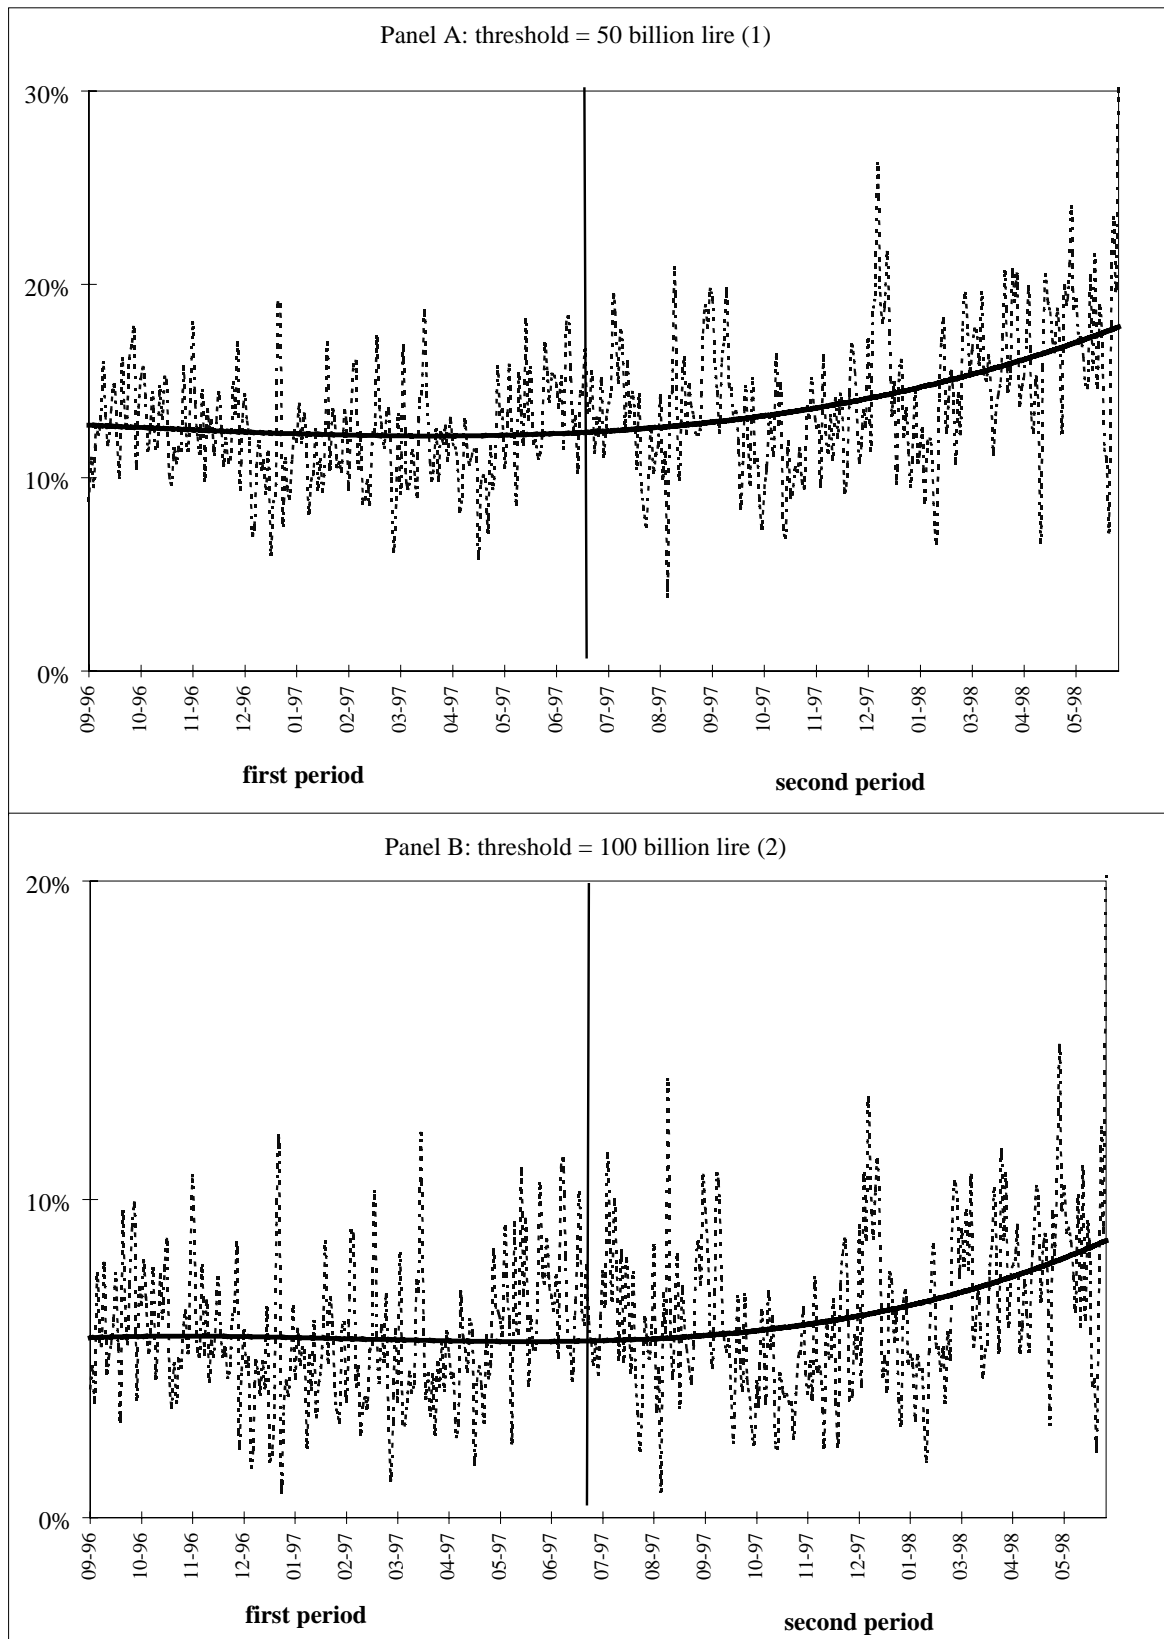 Panel A: threshold = 50 billion lire (1)
30%
20%
10%
0%
09-96 10-96 11-96 12-96 01-97 02-97 03-97 04-97 05-97 06-97 07-97 08-97 09-97 10-97 11-97 12-97 01-98 03-98 04-98 05-98
first period second period
Panel B: threshold = 100 billion lire (2)
20%
10%
0%
09-96 10-96 11-96 12-96 01-97 02-97 03-97 04-97 05-97 06-97 07-97 08-97 09-97 10-97 11-97 12-97 01-98 03-98 04-98 05-98
first period second period